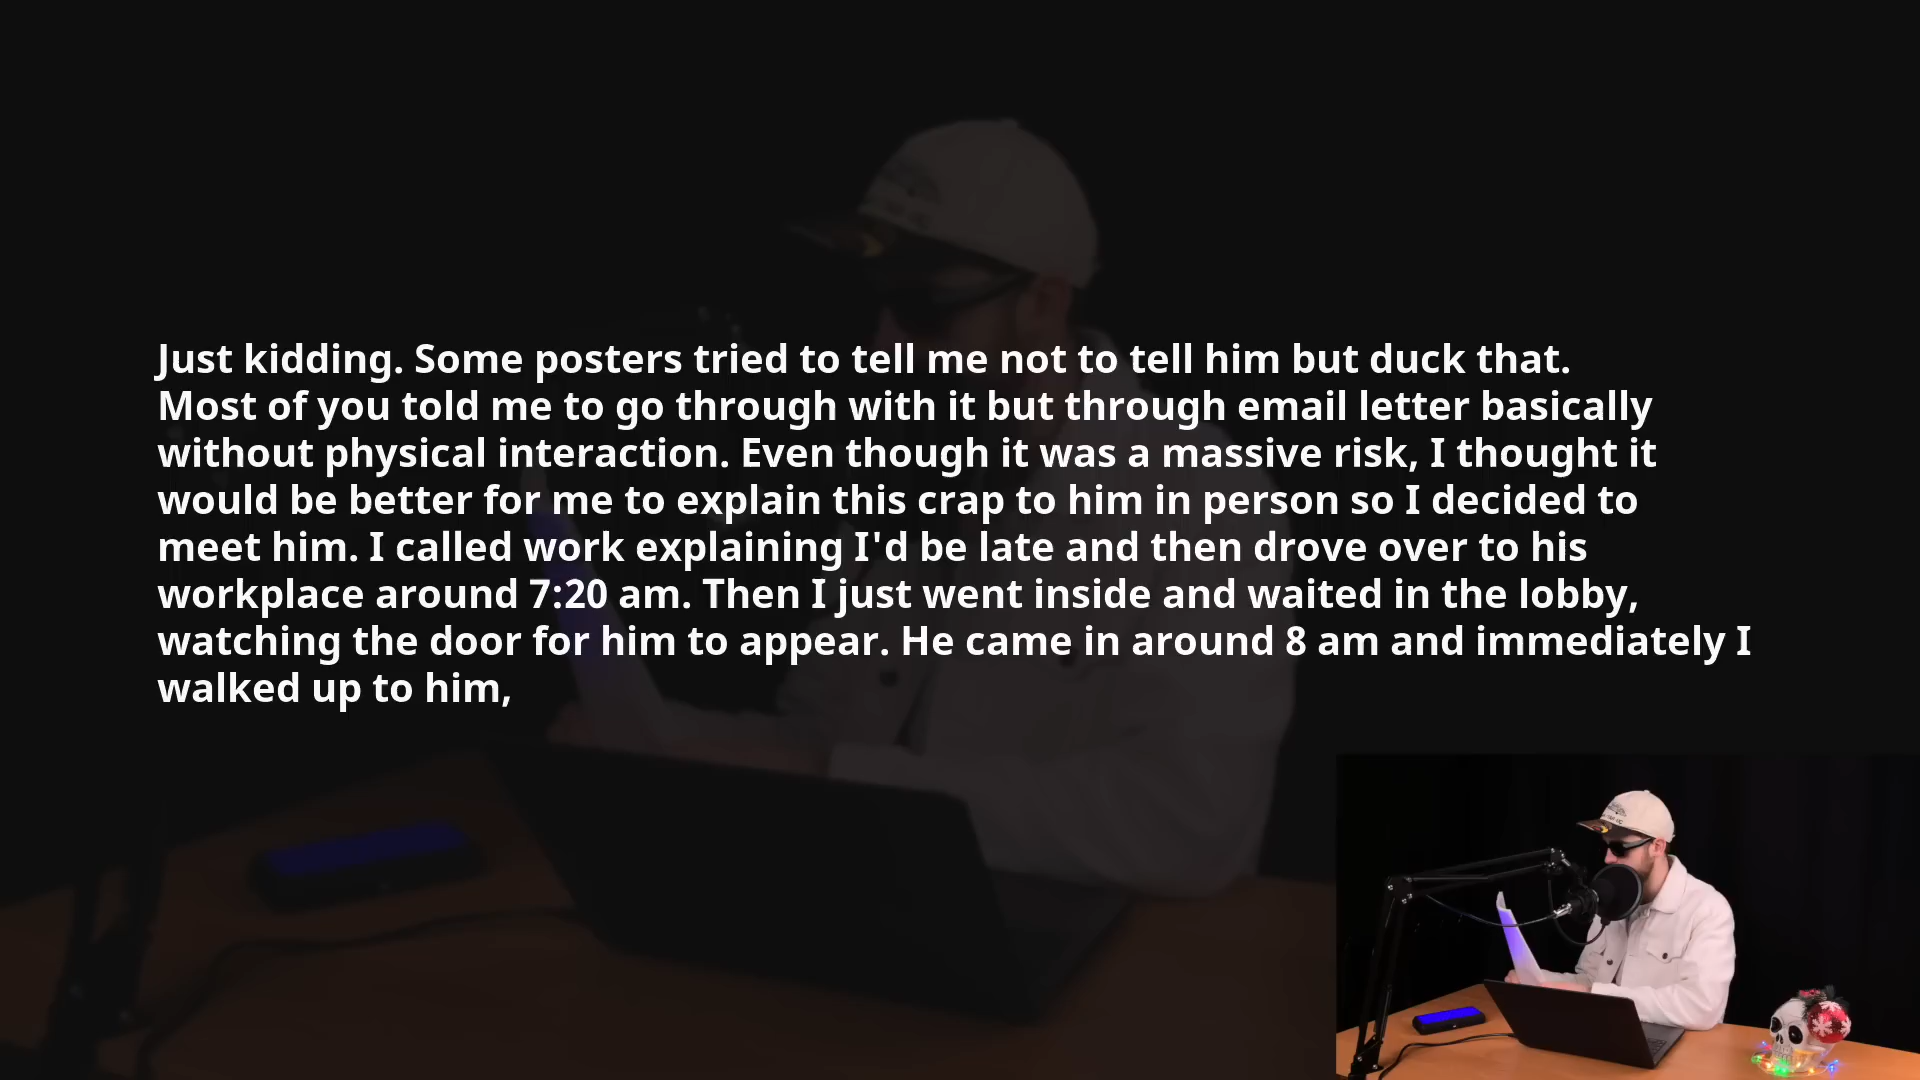 Just kidding. Some posters tried to tell me not to tell him but duck that.
Most of you told me to go through with it but through email letter basically
without physical interaction. Even though it was a massive risk, I thought it
would be better for me to explain this crap to him in person so I decided to
meet him. I called work explaining I'd be late and then drove over to his
workplace around 7:20 am. Then I just went inside and waited in the lobby,
watching the door for him to appear. He came in around 8 am and immediately I
walked up to him,